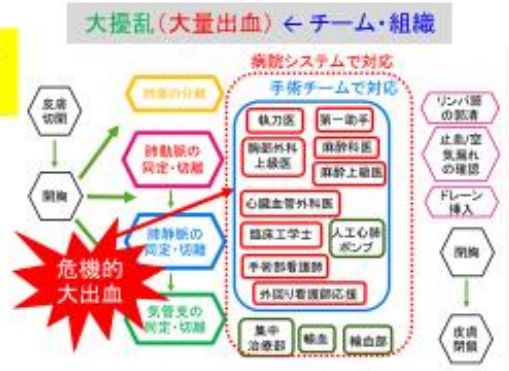 大擾乱(大量出血) ← チーム・組織
病院システムで対応
手術チームで対応
皮膚
切開
開胸
肺動脈の
同定・切離
肺静脈の
同定・切離
気管支の
同定・切離
危機的
大出血
執刀医
第一助手
胸部外科
上級医
麻酔科医
麻酔上級医
心臓血管外科医
臨床工学士
人工心肺
ポンプ
手術部看護師
外回り看護師応援
集中
治療部
輸血
輸血部
リンパ節
の郭清
止血/空
気漏れ
の確認
ドレーン
挿入
閉胸
皮膚
閉鎖